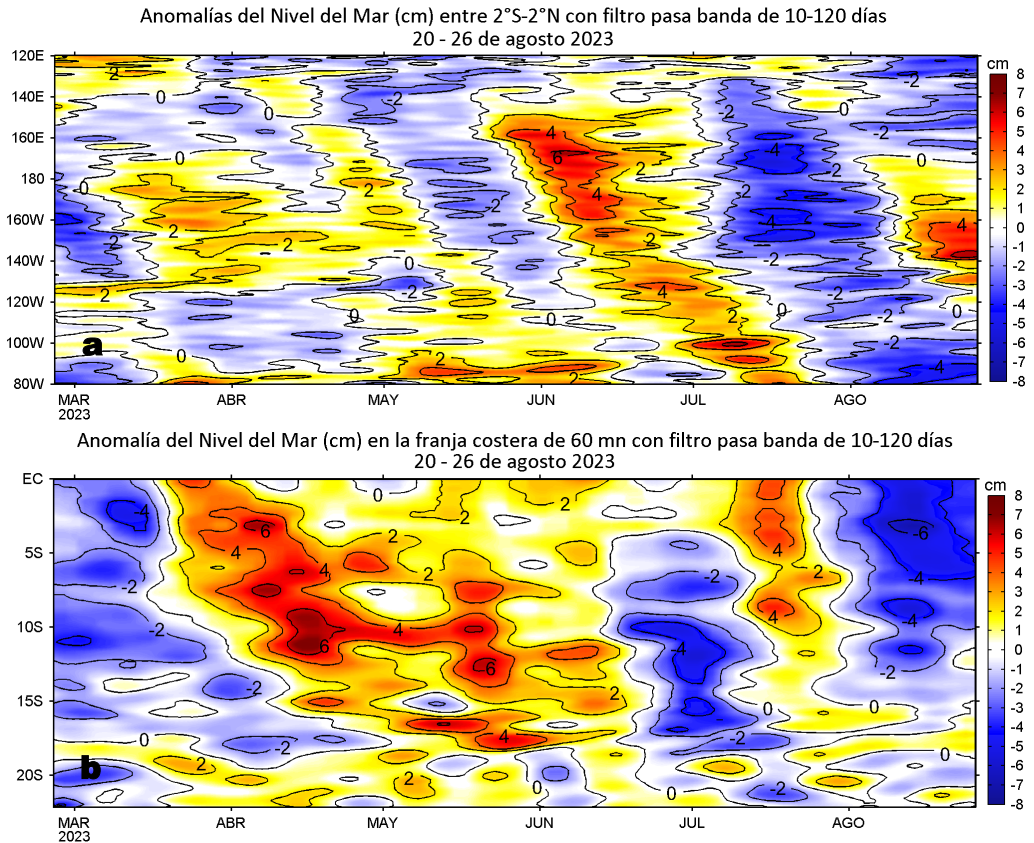 Anomalías del Nivel del Mar (cm) entre 2°S-2°N con filtro pasa banda de 10-120 días
20 - 26 de agosto 2023
120E
140E
160E
180
160W
140W
120W
100W
80W
MAR
2023
ABR
MAY
JUN
JUL
AGO
cm
8
7
6
5
4
3
2
1
0
-1
-2
-3
-4
-5
-6
-7
-8
a
Anomalía del Nivel del Mar (cm) en la franja costera de 60 mn con filtro pasa banda de 10-120 días
20 - 26 de agosto 2023
EC
5S
10S
15S
20S
MAR
2023
ABR
MAY
JUN
JUL
AGO
cm
8
7
6
5
4
3
2
1
0
-1
-2
-3
-4
-5
-6
-7
-8
b